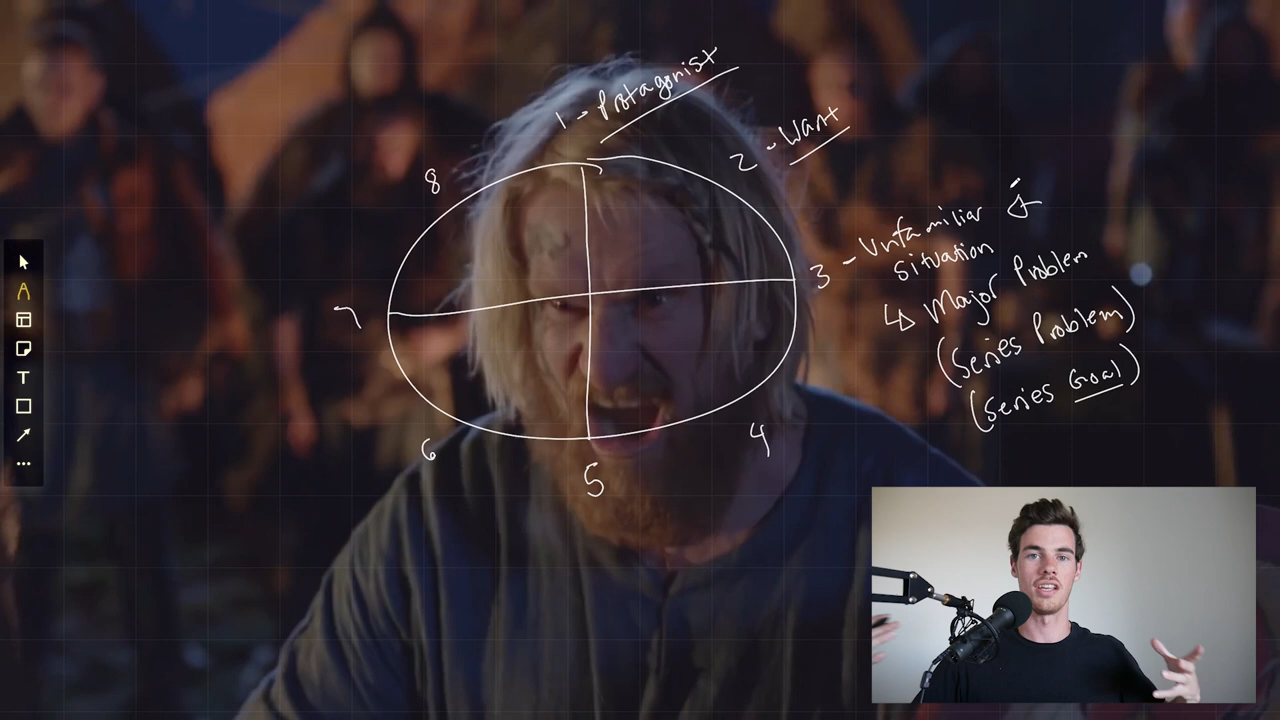 1 - Protagonist
2 - Want
3 - Unfamiliar &
situation
↳ Major Problem
(Series Problem)
(Series Goal)
4
5
6
7
8
T